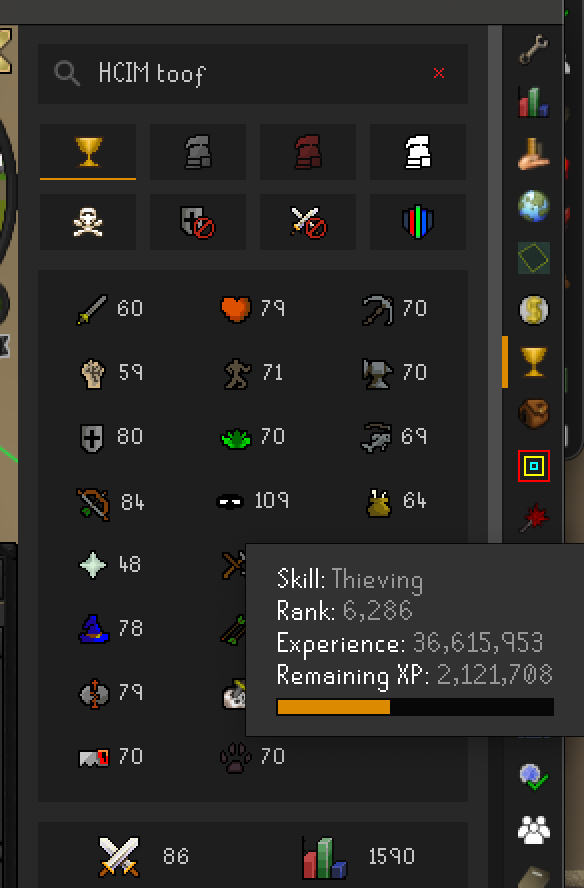 HCIM toof
60 79 70
59 71 70
80 70 69
84 109 64
48
78
79
70 70
Skill: Thieving
Rank: 6,286
Experience: 36,615,953
Remaining XP: 2,121,708
86 1590